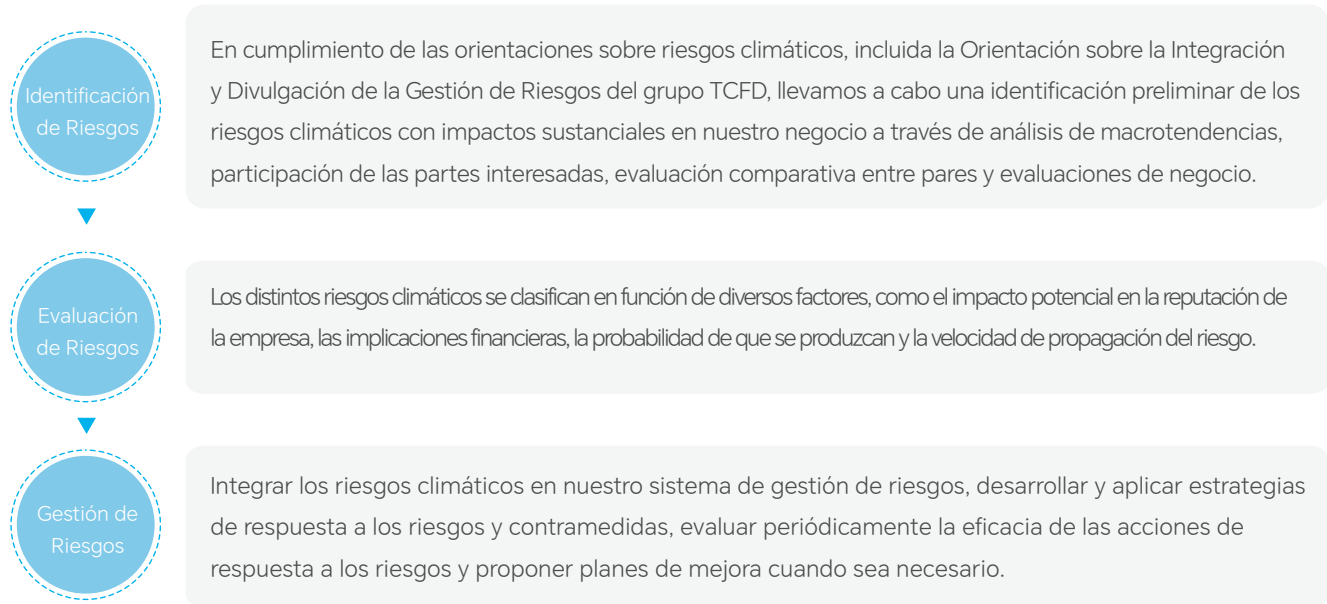 Identificación
de Riesgos
En cumplimiento de las orientaciones sobre riesgos climáticos, incluida la Orientación sobre la Integración
y Divulgación de la Gestión de Riesgos del grupo TCFD, llevamos a cabo una identificación preliminar de los
riesgos climáticos con impactos sustanciales en nuestro negocio a través de análisis de macrotendencias,
participación de las partes interesadas, evaluación comparativa entre pares y evaluaciones de negocio.
Evaluación
de Riesgos
Los distintos riesgos climáticos se clasifican en función de diversos factores, como el impacto potencial en la reputación de
la empresa, las implicaciones financieras, la probabilidad de que se produzcan y la velocidad de propagación del riesgo.
Gestión de
Riesgos
Integrar los riesgos climáticos en nuestro sistema de gestión de riesgos, desarrollar y aplicar estrategias
de respuesta a los riesgos y contramedidas, evaluar periódicamente la eficacia de las acciones de
respuesta a los riesgos y proponer planes de mejora cuando sea necesario.